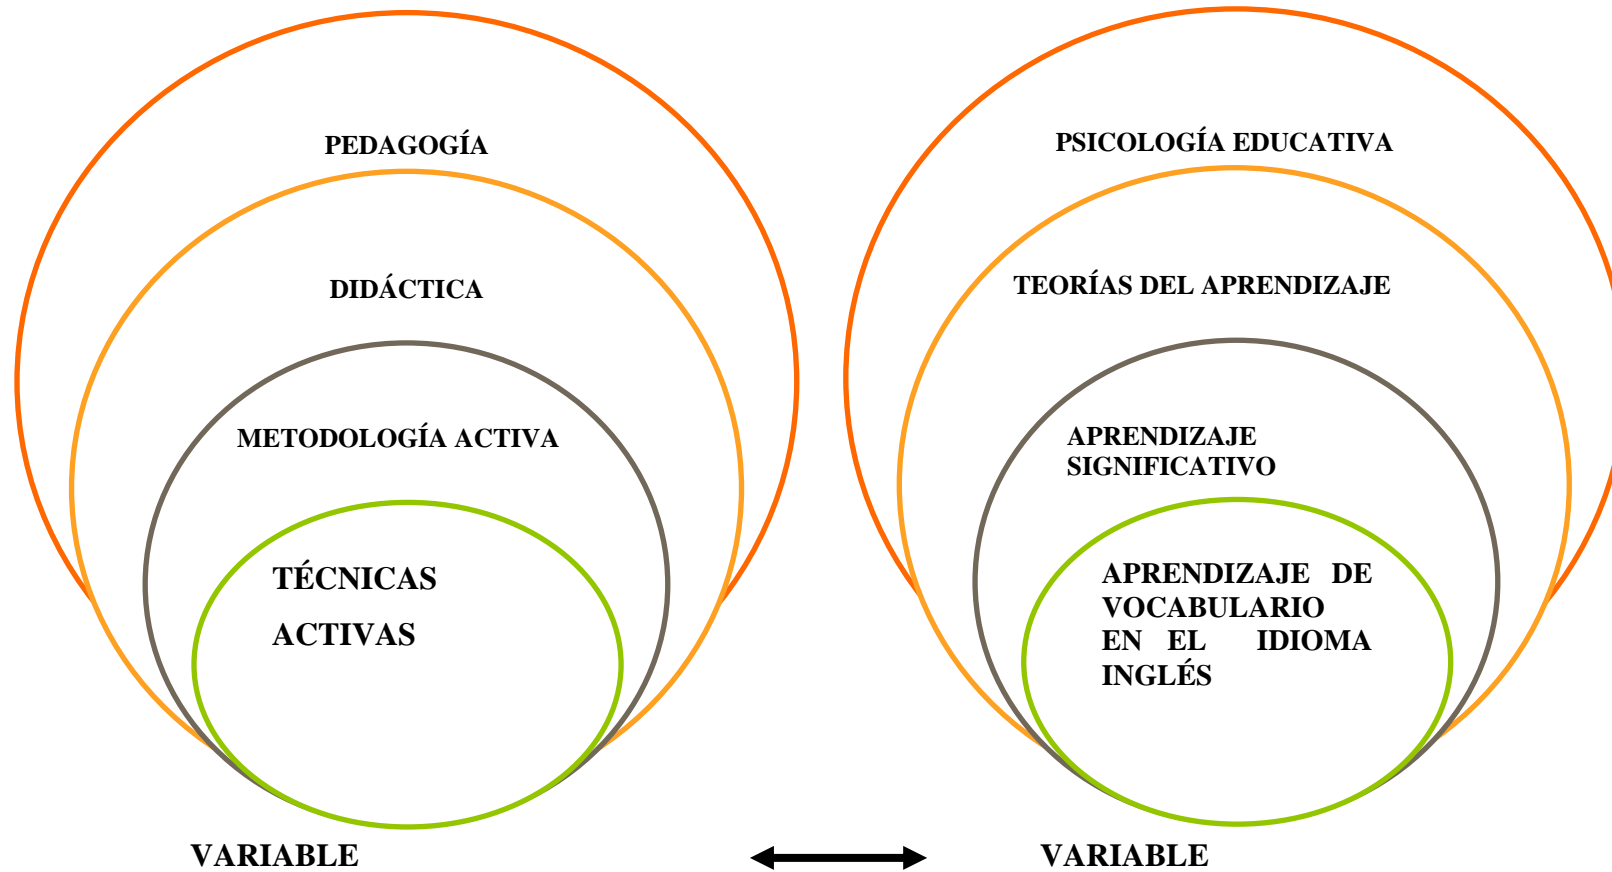 PEDAGOGÍA
DIDÁCTICA
METODOLOGÍA ACTIVA
TÉCNICAS
ACTIVAS
VARIABLE
PSICOLOGÍA EDUCATIVA
TEORÍAS DEL APRENDIZAJE
APRENDIZAJE
SIGNIFICATIVO
APRENDIZAJE DE
VOCABULARIO
EN EL IDIOMA
INGLÉS
VARIABLE